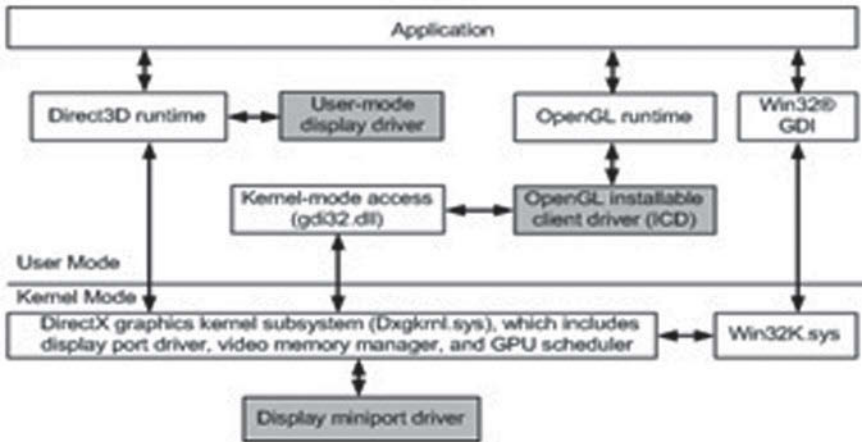 Application
Direct3D runtime
User-mode
display driver
OpenGL runtime
Win32®
GDI
Kernel-mode access
(gdi32.dll)
OpenGL installable
client driver (ICD)
User Mode
Kernel Mode
DirectX graphics kernel subsystem (Dxgkrnl.sys), which includes
display port driver, video memory manager, and GPU scheduler
Win32K.sys
Display miniport driver